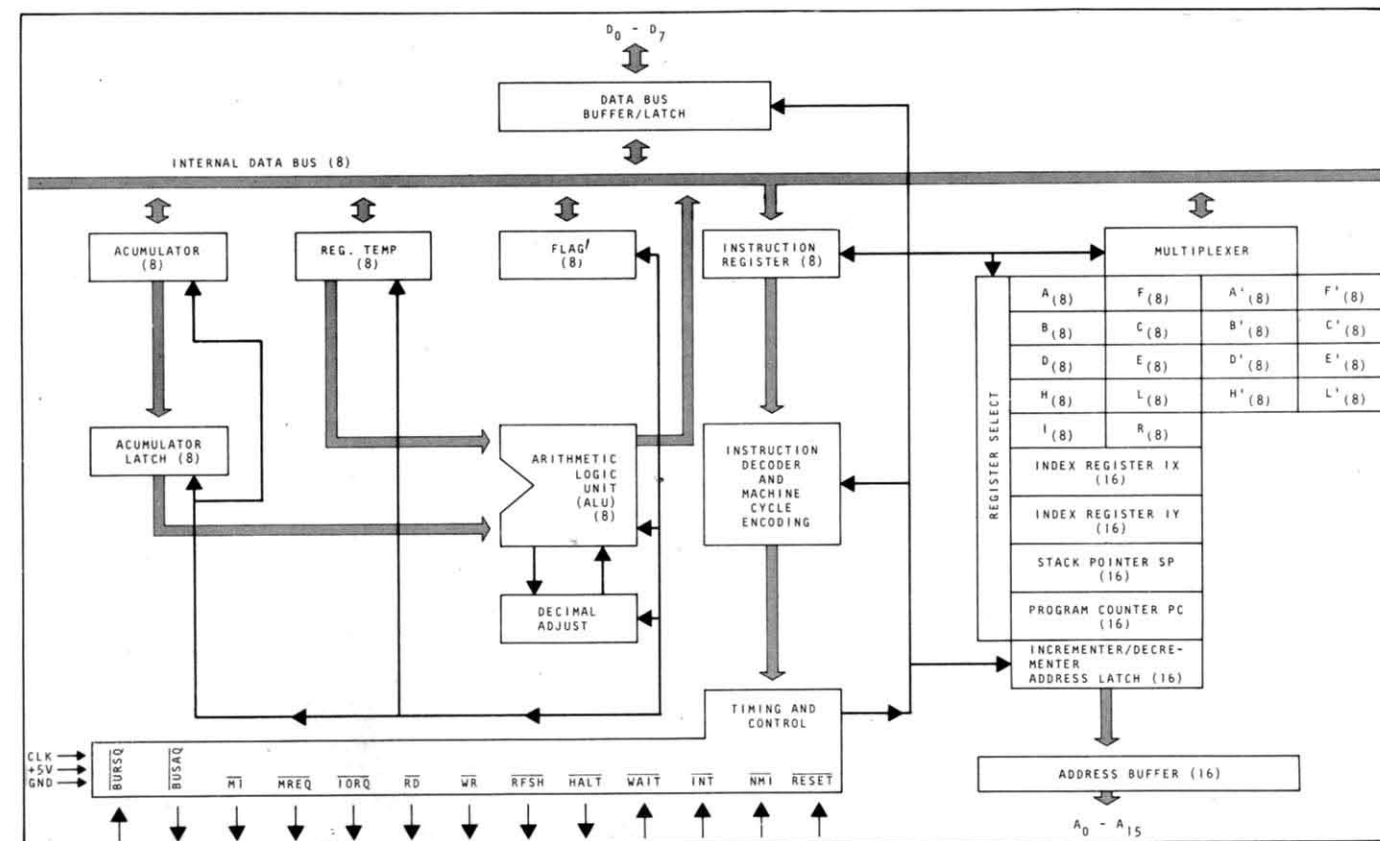 D0 - D7
DATA BUS
BUFFER/LATCH
INTERNAL DATA BUS (8)
ACUMULATOR
(8)
REG. TEMP
(8)
FLAG'
(8)
INSTRUCTION
REGISTER (8)
MULTIPLEXER
REGISTER SELECT
A(8) F(8) A'(8) F'(8)
B(8) C(8) B'(8) C'(8)
D(8) E(8) D'(8) E'(8)
H(8) L(8) H'(8) L'(8)
I(8) R(8)
INDEX REGISTER IX
(16)
INDEX REGISTER IY
(16)
STACK POINTER SP
(16)
PROGRAM COUNTER PC
(16)
INCREMENTER/DECRE-
MENTER
ADDRESS LATCH (16)
ACUMULATOR
LATCH (8)
ARITHMETIC
LOGIC
UNIT
(ALU)
(8)
INSTRUCTION
DECODER
AND
MACHINE
CYCLE
ENCODING
DECIMAL
ADJUST
TIMING AND
CONTROL
CLK
+5V
GND
BURSQ BUSAQ M1 MREQ IORQ RD WR RFSH HALT WAIT INT NMI RESET
ADDRESS BUFFER (16)
A0 - A15